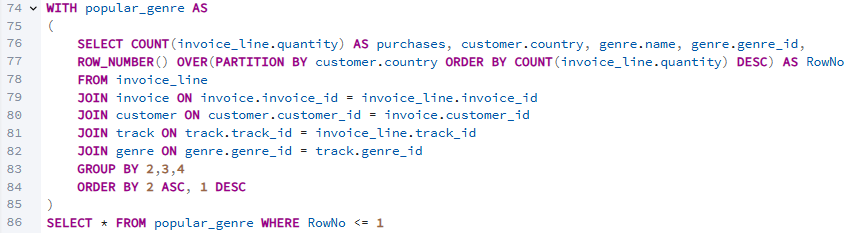 74 WITH popular_genre AS
75 (
76 SELECT COUNT(invoice_line.quantity) AS purchases, customer.country, genre.name, genre.genre_id,
77 ROW_NUMBER() OVER(PARTITION BY customer.country ORDER BY COUNT(invoice_line.quantity) DESC) AS RowNo
78 FROM invoice_line
79 JOIN invoice ON invoice.invoice_id = invoice_line.invoice_id
80 JOIN customer ON customer.customer_id = invoice.customer_id
81 JOIN track ON track.track_id = invoice_line.track_id
82 JOIN genre ON genre.genre_id = track.genre_id
83 GROUP BY 2,3,4
84 ORDER BY 2 ASC, 1 DESC
85 )
86 SELECT * FROM popular_genre WHERE RowNo <= 1